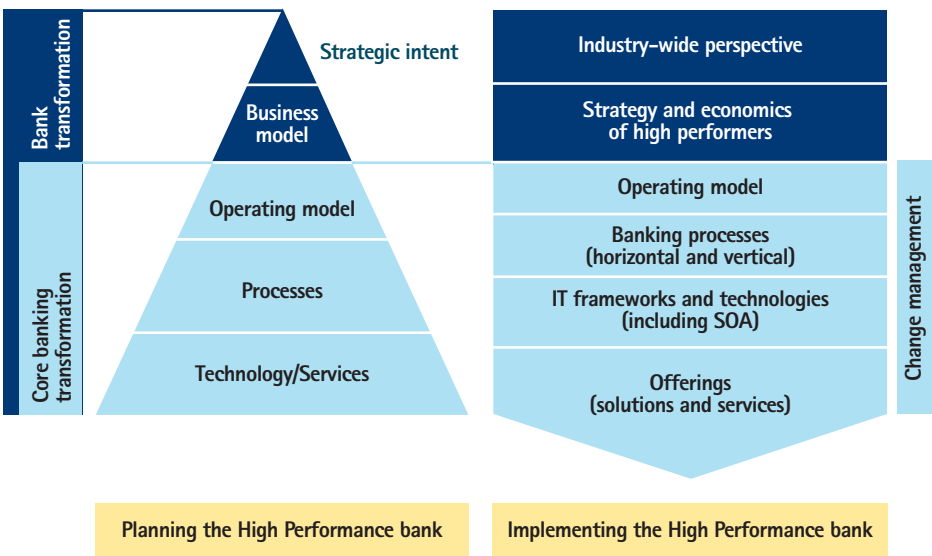 Bank
transformation
Core banking
transformation
Strategic intent
Business
model
Operating model
Processes
Technology/Services
Industry-wide perspective
Strategy and economics
of high performers
Operating model
Banking processes
(horizontal and vertical)
IT frameworks and technologies
(including SOA)
Offerings
(solutions and services)
Change management
Planning the High Performance bank
Implementing the High Performance bank